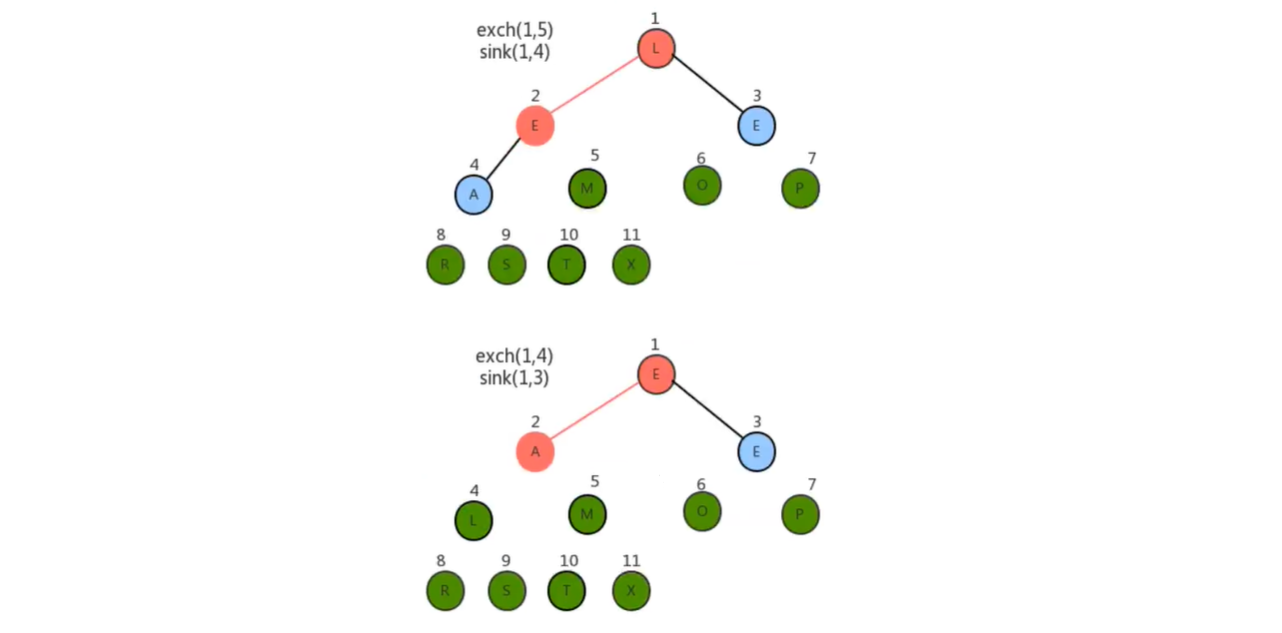 1
exch(1,5)
sink(1,4)
L
2
3
E
E
4
5
6
7
A
M
O
P
8
9
10
11
R
S
T
X
1
exch(1,4)
sink(1,3)
E
2
3
A
E
4
5
6
7
L
M
O
P
8
9
10
11
R
S
T
X